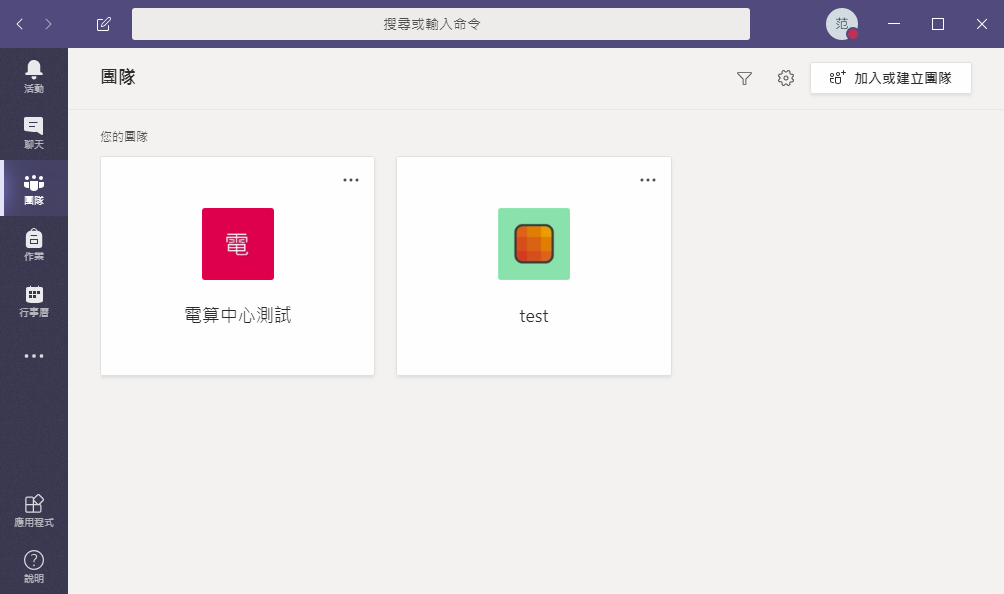 搜尋或輸入命令
范
活動
聊天
團隊
作業
行事曆
應用程式
說明
團隊
加入或建立團隊
您的團隊
電
電算中心測試
test